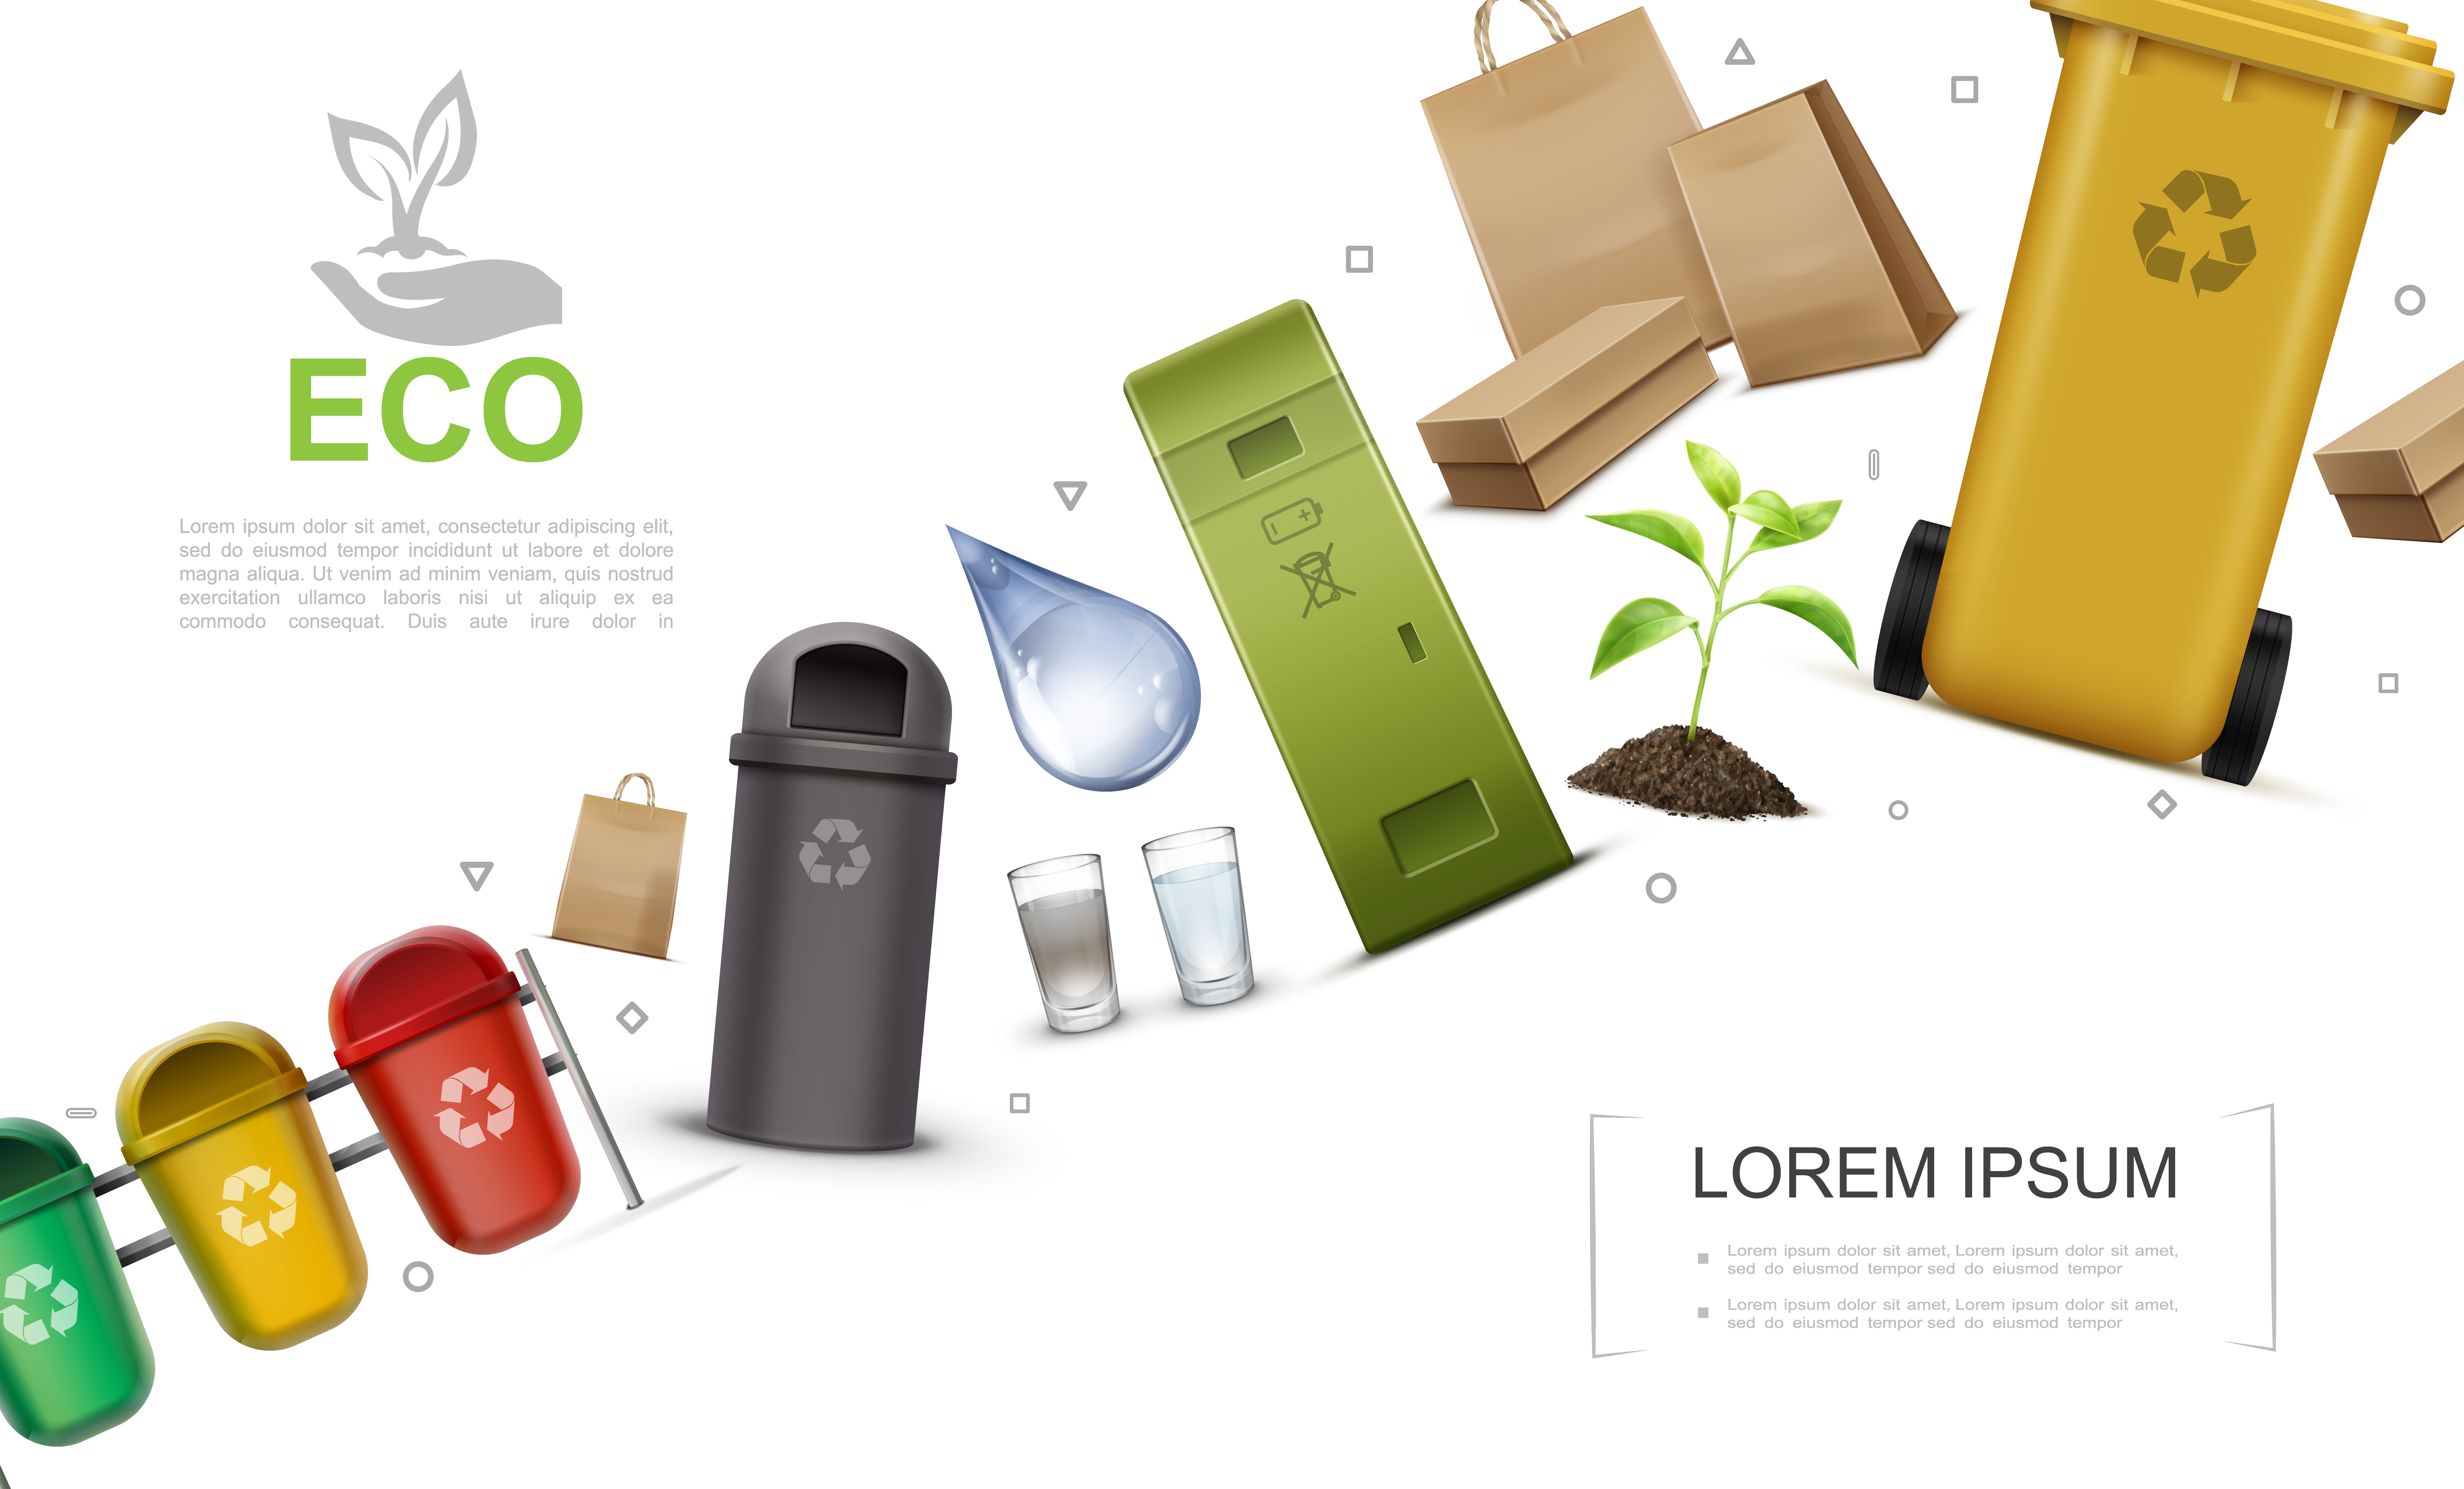 ECO
Lorem ipsum dolor sit amet, consectetur adipiscing elit,
sed do eiusmod tempor incididunt ut labore et dolore
magna aliqua. Ut venim ad minim veniam, quis nostrud
exercitation ullamco laboris nisi ut aliquip ex ea
commodo consequat. Duis aute irure dolor in
LOREM IPSUM
Lorem ipsum dolor sit amet, Lorem ipsum dolor sit amet,
sed do eiusmod tempor sed do eiusmod tempor
Lorem ipsum dolor sit amet, Lorem ipsum dolor sit amet,
sed do eiusmod tempor sed do eiusmod tempor